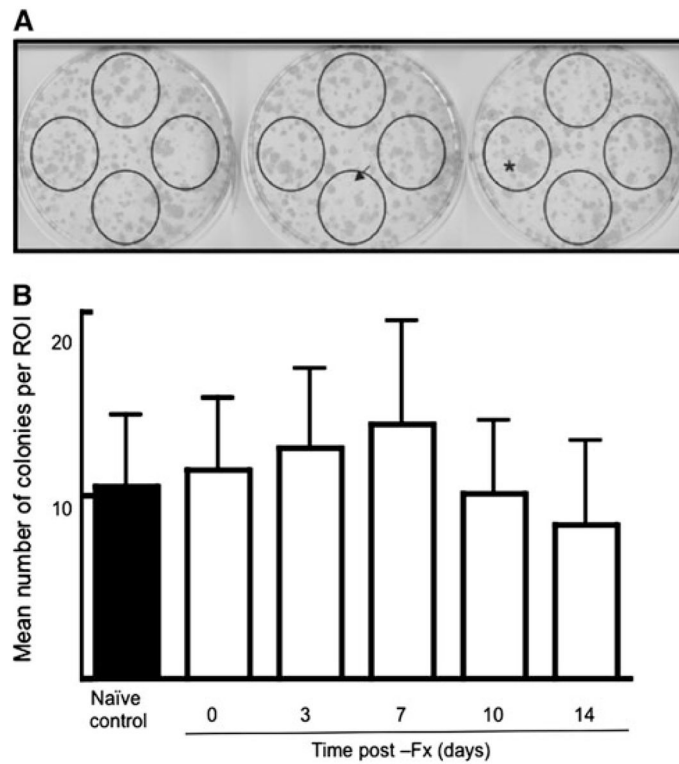 A
*
B
Mean number of colonies per ROI
20
10
Naïve
control
0 3 7 10 14
Time post –Fx (days)